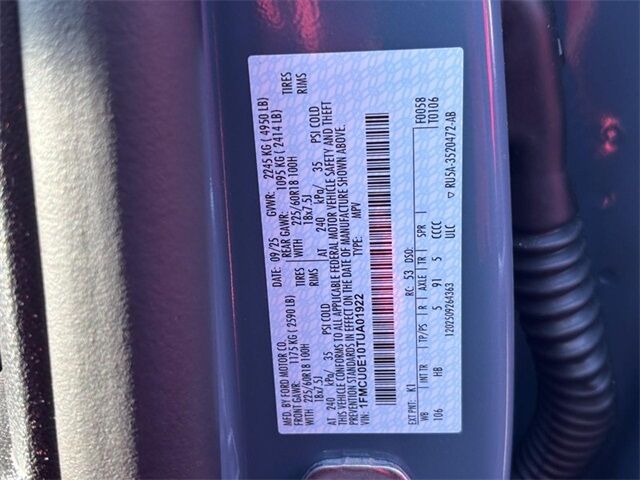 MFD. BY FORD MOTOR CO.
09/25 GVWR: 2245 KG ( 4950 LB)
FRONT GAWR: 1175 KG ( 2590 LB) REAR GAWR: 1095 KG ( 2414 LB)
WITH 225/60R18 100H TIRES WITH 225/60R18 100H TIRES
18x7.5J RIMS 18x7.5J RIMS
AT 240 kPa/ 35 PSI COLD AT 240 kPa/ 35 PSI COLD
THIS VEHICLE CONFORMS TO ALL APPLICABLE FEDERAL MOTOR VEHICLE SAFETY AND THEFT
PREVENTION STANDARDS IN EFFECT ON THE DATE OF MANUFACTURE SHOWN ABOVE.
VIN: 1FMCU0E10TUA01922 TYPE: MPV
EXT PNT: K1 RC: 53 DSO: F0058
WB INT TR TP/PS R AXLE TR SPR T0106
106 HB 5 91 5 CCCC
1202509264363 ULC ▽ RU5A-3520472-AB